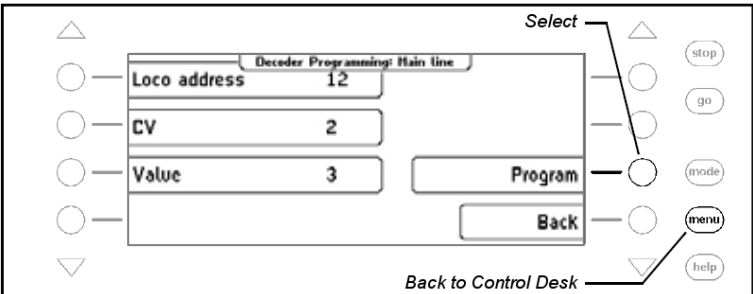 Select
stop
Decoder Programming: Main line
Loco address 12
go
CV 2
Value 3
Program
mode
Back
menu
help
Back to Control Desk